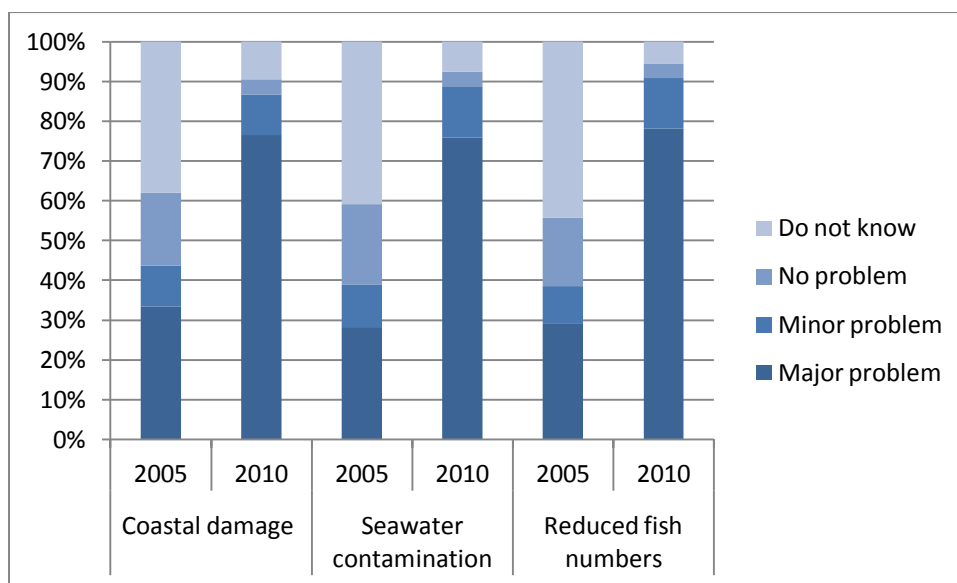 100%
90%
80%
70%
60%
50%
40%
30%
20%
10%
0%
2005 2010 2005 2010 2005 2010
Coastal damage Seawater Reduced fish
contamination numbers
Do not know
No problem
Minor problem
Major problem